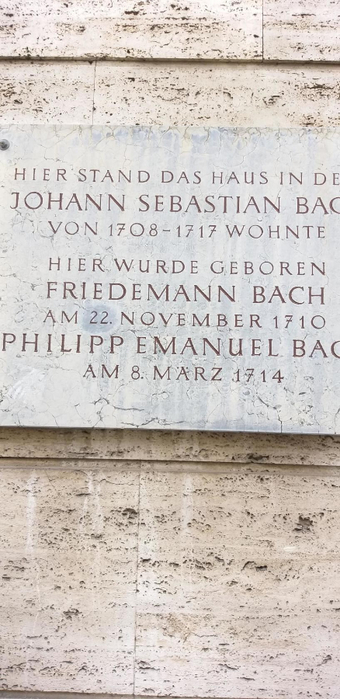 HIER STAND DAS HAUS IN DE
JOHANN SEBASTIAN BAC
VON 1708-1717 WOHNTE
HIER WURDE GEBOREN
FRIEDEMANN BACH
AM 22. NOVEMBER 1710
PHILIPP EMANUEL BAC
AM 8. MÄRZ 1714